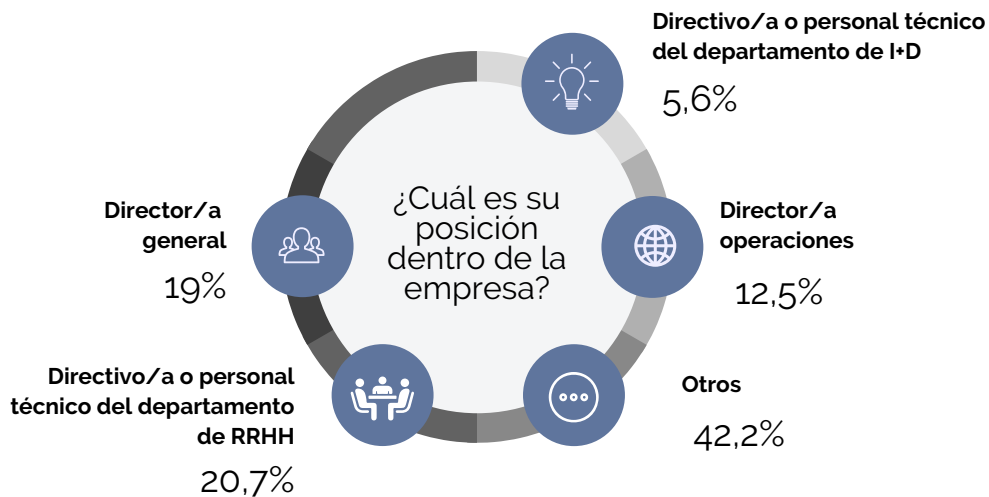 Directivo/a o personal técnico
del departamento de I+D
5,6%
¿Cuál es su
posición
dentro de la
empresa?
Director/a
general
19%
Director/a
operaciones
12,5%
Directivo/a o personal
técnico del departamento
de RRHH
20,7%
Otros
42,2%